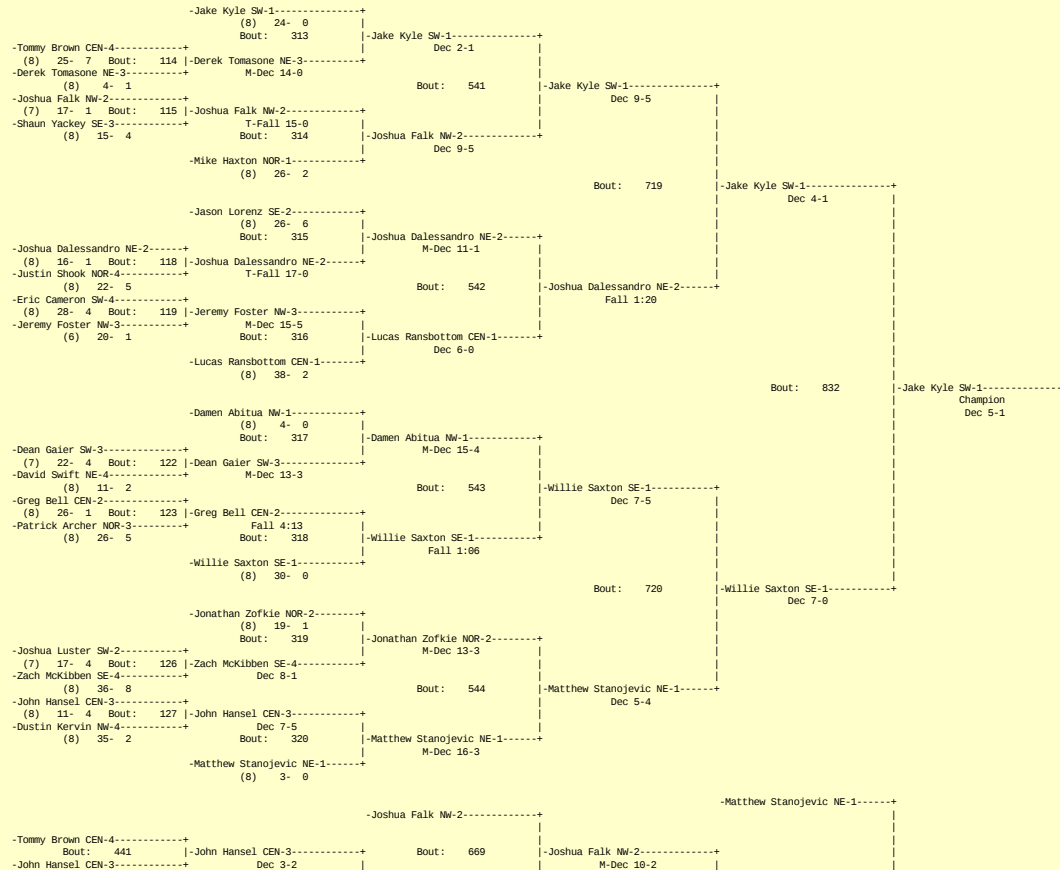 -Jake Kyle SW-1---------------+
(8) 24- 0 |
Bout: 313 |-Jake Kyle SW-1---------------+
-Tommy Brown CEN-4------------+ | Dec 2-1 |
(8) 25- 7 Bout: 114 |-Derek Tomasone NE-3----------+ |
-Derek Tomasone NE-3----------+ M-Dec 14-0 |
(8) 4- 1 Bout: 541 |-Jake Kyle SW-1---------------+
-Joshua Falk NW-2-------------+ | Dec 9-5 |
(7) 17- 1 Bout: 115 |-Joshua Falk NW-2-------------+ | |
-Shaun Yackey SE-3------------+ T-Fall 15-0 | | |
(8) 15- 4 Bout: 314 |-Joshua Falk NW-2-------------+ |
| Dec 9-5 |
-Mike Haxton NOR-1------------+ |
(8) 26- 2 |
Bout: 719 |-Jake Kyle SW-1---------------+
| Dec 4-1 |
-Jason Lorenz SE-2------------+ | |
(8) 26- 6 | | |
Bout: 315 |-Joshua Dalessandro NE-2------+ | |
-Joshua Dalessandro NE-2------+ | M-Dec 11-1 | | |
(8) 16- 1 Bout: 118 |-Joshua Dalessandro NE-2------+ | | |
-Justin Shook NOR-4-----------+ T-Fall 17-0 | | |
(8) 22- 5 Bout: 542 |-Joshua Dalessandro NE-2------+ |
-Eric Cameron SW-4------------+ | Fall 1:20 |
(8) 28- 4 Bout: 119 |-Jeremy Foster NW-3-----------+ | |
-Jeremy Foster NW-3-----------+ M-Dec 15-5 | | |
(6) 20- 1 Bout: 316 |-Lucas Ransbottom CEN-1-------+ |
| Dec 6-0 |
-Lucas Ransbottom CEN-1-------+ |
(8) 38- 2 |
Bout: 832 |-Jake Kyle SW-1-------------
| Champion
-Damen Abitua NW-1------------+ | Dec 5-1
(8) 4- 0 | |
Bout: 317 |-Damen Abitua NW-1------------+ |
-Dean Gaier SW-3--------------+ | M-Dec 15-4 | |
(7) 22- 4 Bout: 122 |-Dean Gaier SW-3--------------+ | |
-David Swift NE-4-------------+ M-Dec 13-3 | |
(8) 11- 2 Bout: 543 |-Willie Saxton SE-1-----------+ |
-Greg Bell CEN-2--------------+ | Dec 7-5 | |
(8) 26- 1 Bout: 123 |-Greg Bell CEN-2--------------+ | | |
-Patrick Archer NOR-3---------+ Fall 4:13 | | | |
(8) 26- 5 Bout: 318 |-Willie Saxton SE-1-----------+ | |
| Fall 1:06 | |
-Willie Saxton SE-1-----------+ | |
(8) 30- 0 | |
Bout: 720 |-Willie Saxton SE-1-----------+
| Dec 7-0
-Jonathan Zofkie NOR-2--------+ |
(8) 19- 1 | |
Bout: 319 |-Jonathan Zofkie NOR-2--------+ |
-Joshua Luster SW-2-----------+ | M-Dec 13-3 | |
(7) 17- 4 Bout: 126 |-Zach McKibben SE-4-----------+ | |
-Zach McKibben SE-4-----------+ Dec 8-1 | |
(8) 36- 8 Bout: 544 |-Matthew Stanojevic NE-1------+
-John Hansel CEN-3------------+ | Dec 5-4
(8) 11- 4 Bout: 127 |-John Hansel CEN-3------------+ |
-Dustin Kervin NW-4-----------+ Dec 7-5 | |
(8) 35- 2 Bout: 320 |-Matthew Stanojevic NE-1------+
| M-Dec 16-3
-Matthew Stanojevic NE-1------+
(8) 3- 0
-Matthew Stanojevic NE-1------+
-Joshua Falk NW-2-------------+ |
-Tommy Brown CEN-4------------+ | |
Bout: 441 |-John Hansel CEN-3------------+ Bout: 669 |-Joshua Falk NW-2-------------+ |
-John Hansel CEN-3------------+ Dec 3-2 | | M-Dec 10-2 | |